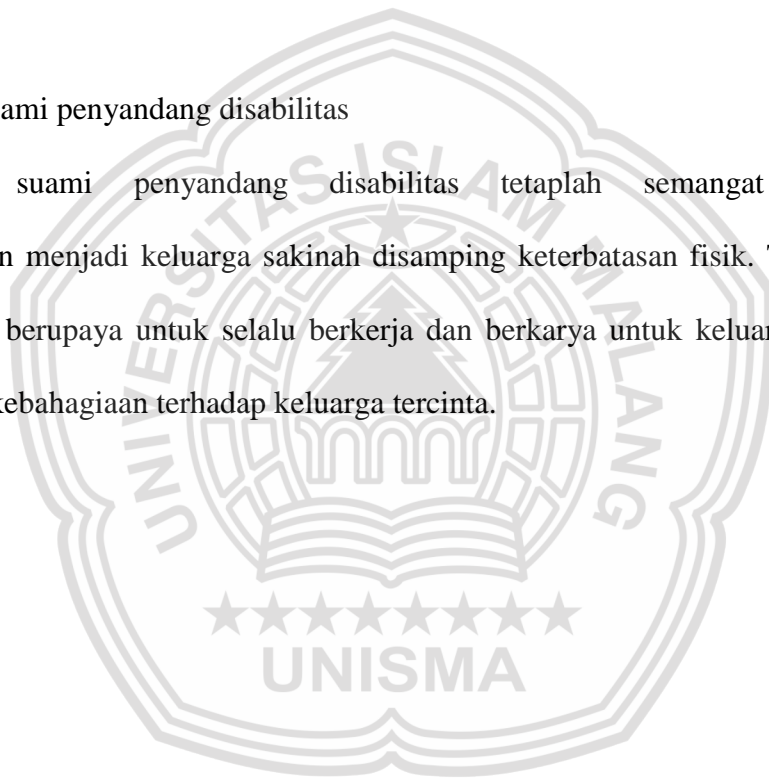 ami penyandang disabilitas
suami penyandang disabilitas tetaplah semangat
n menjadi keluarga sakinah disamping keterbatasan fisik. T
berupaya untuk selalu berkerja dan berkarya untuk keluar
kebahagiaan terhadap keluarga tercinta.
UNIVERSITAS ISLAM MALANG
UNISMA